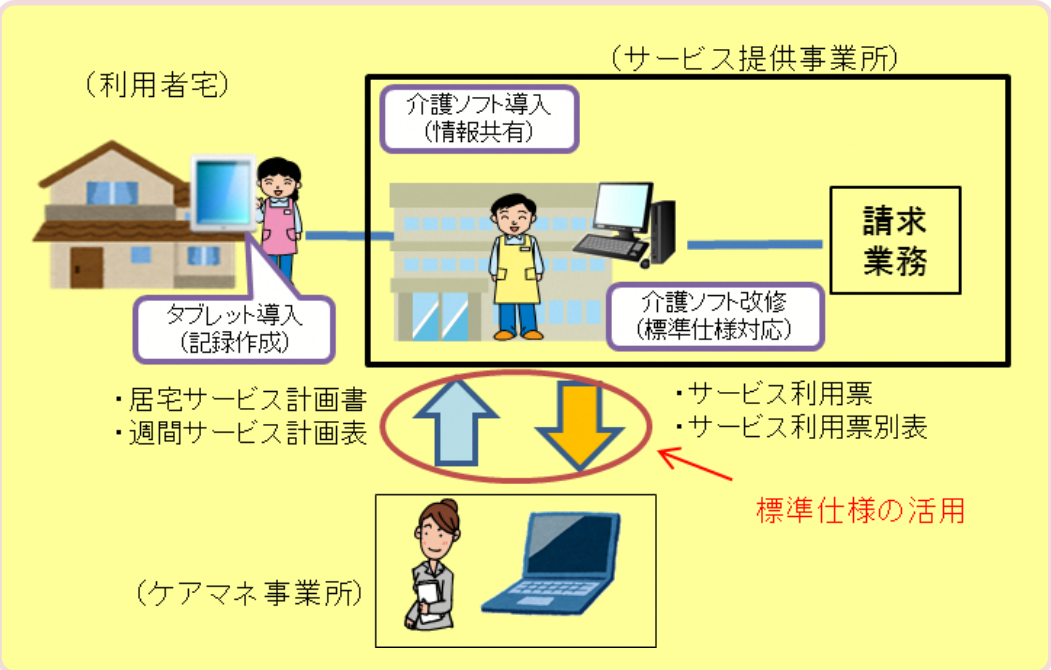 （サービス提供事業所）
（利用者宅）
介護ソフト導入
（情報共有）
請求
業務
タブレット導入
（記録作成）
介護ソフト改修
（標準仕様対応）
・居宅サービス計画書
・週間サービス計画表
・サービス利用票
・サービス利用票別表
標準仕様の活用
（ケアマネ事業所）